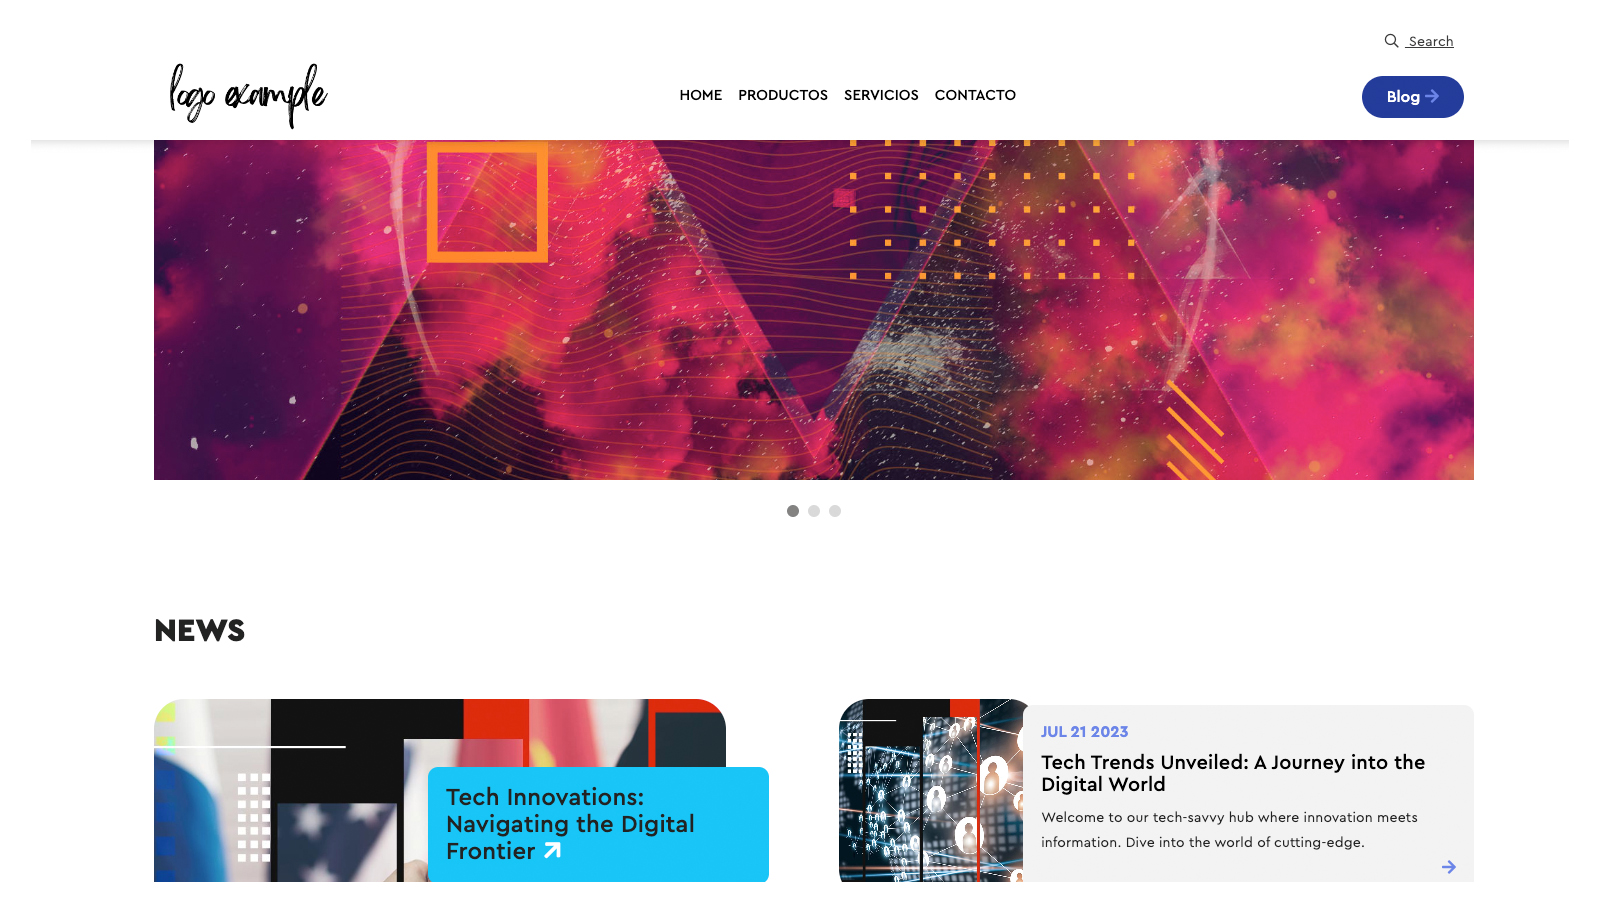 Search
logo example
HOME PRODUCTOS SERVICIOS CONTACTO
Blog
NEWS
Tech Innovations:
Navigating the Digital
Frontier
JUL 21 2023
Tech Trends Unveiled: A Journey into the
Digital World
Welcome to our tech-savvy hub where innovation meets
information. Dive into the world of cutting-edge.